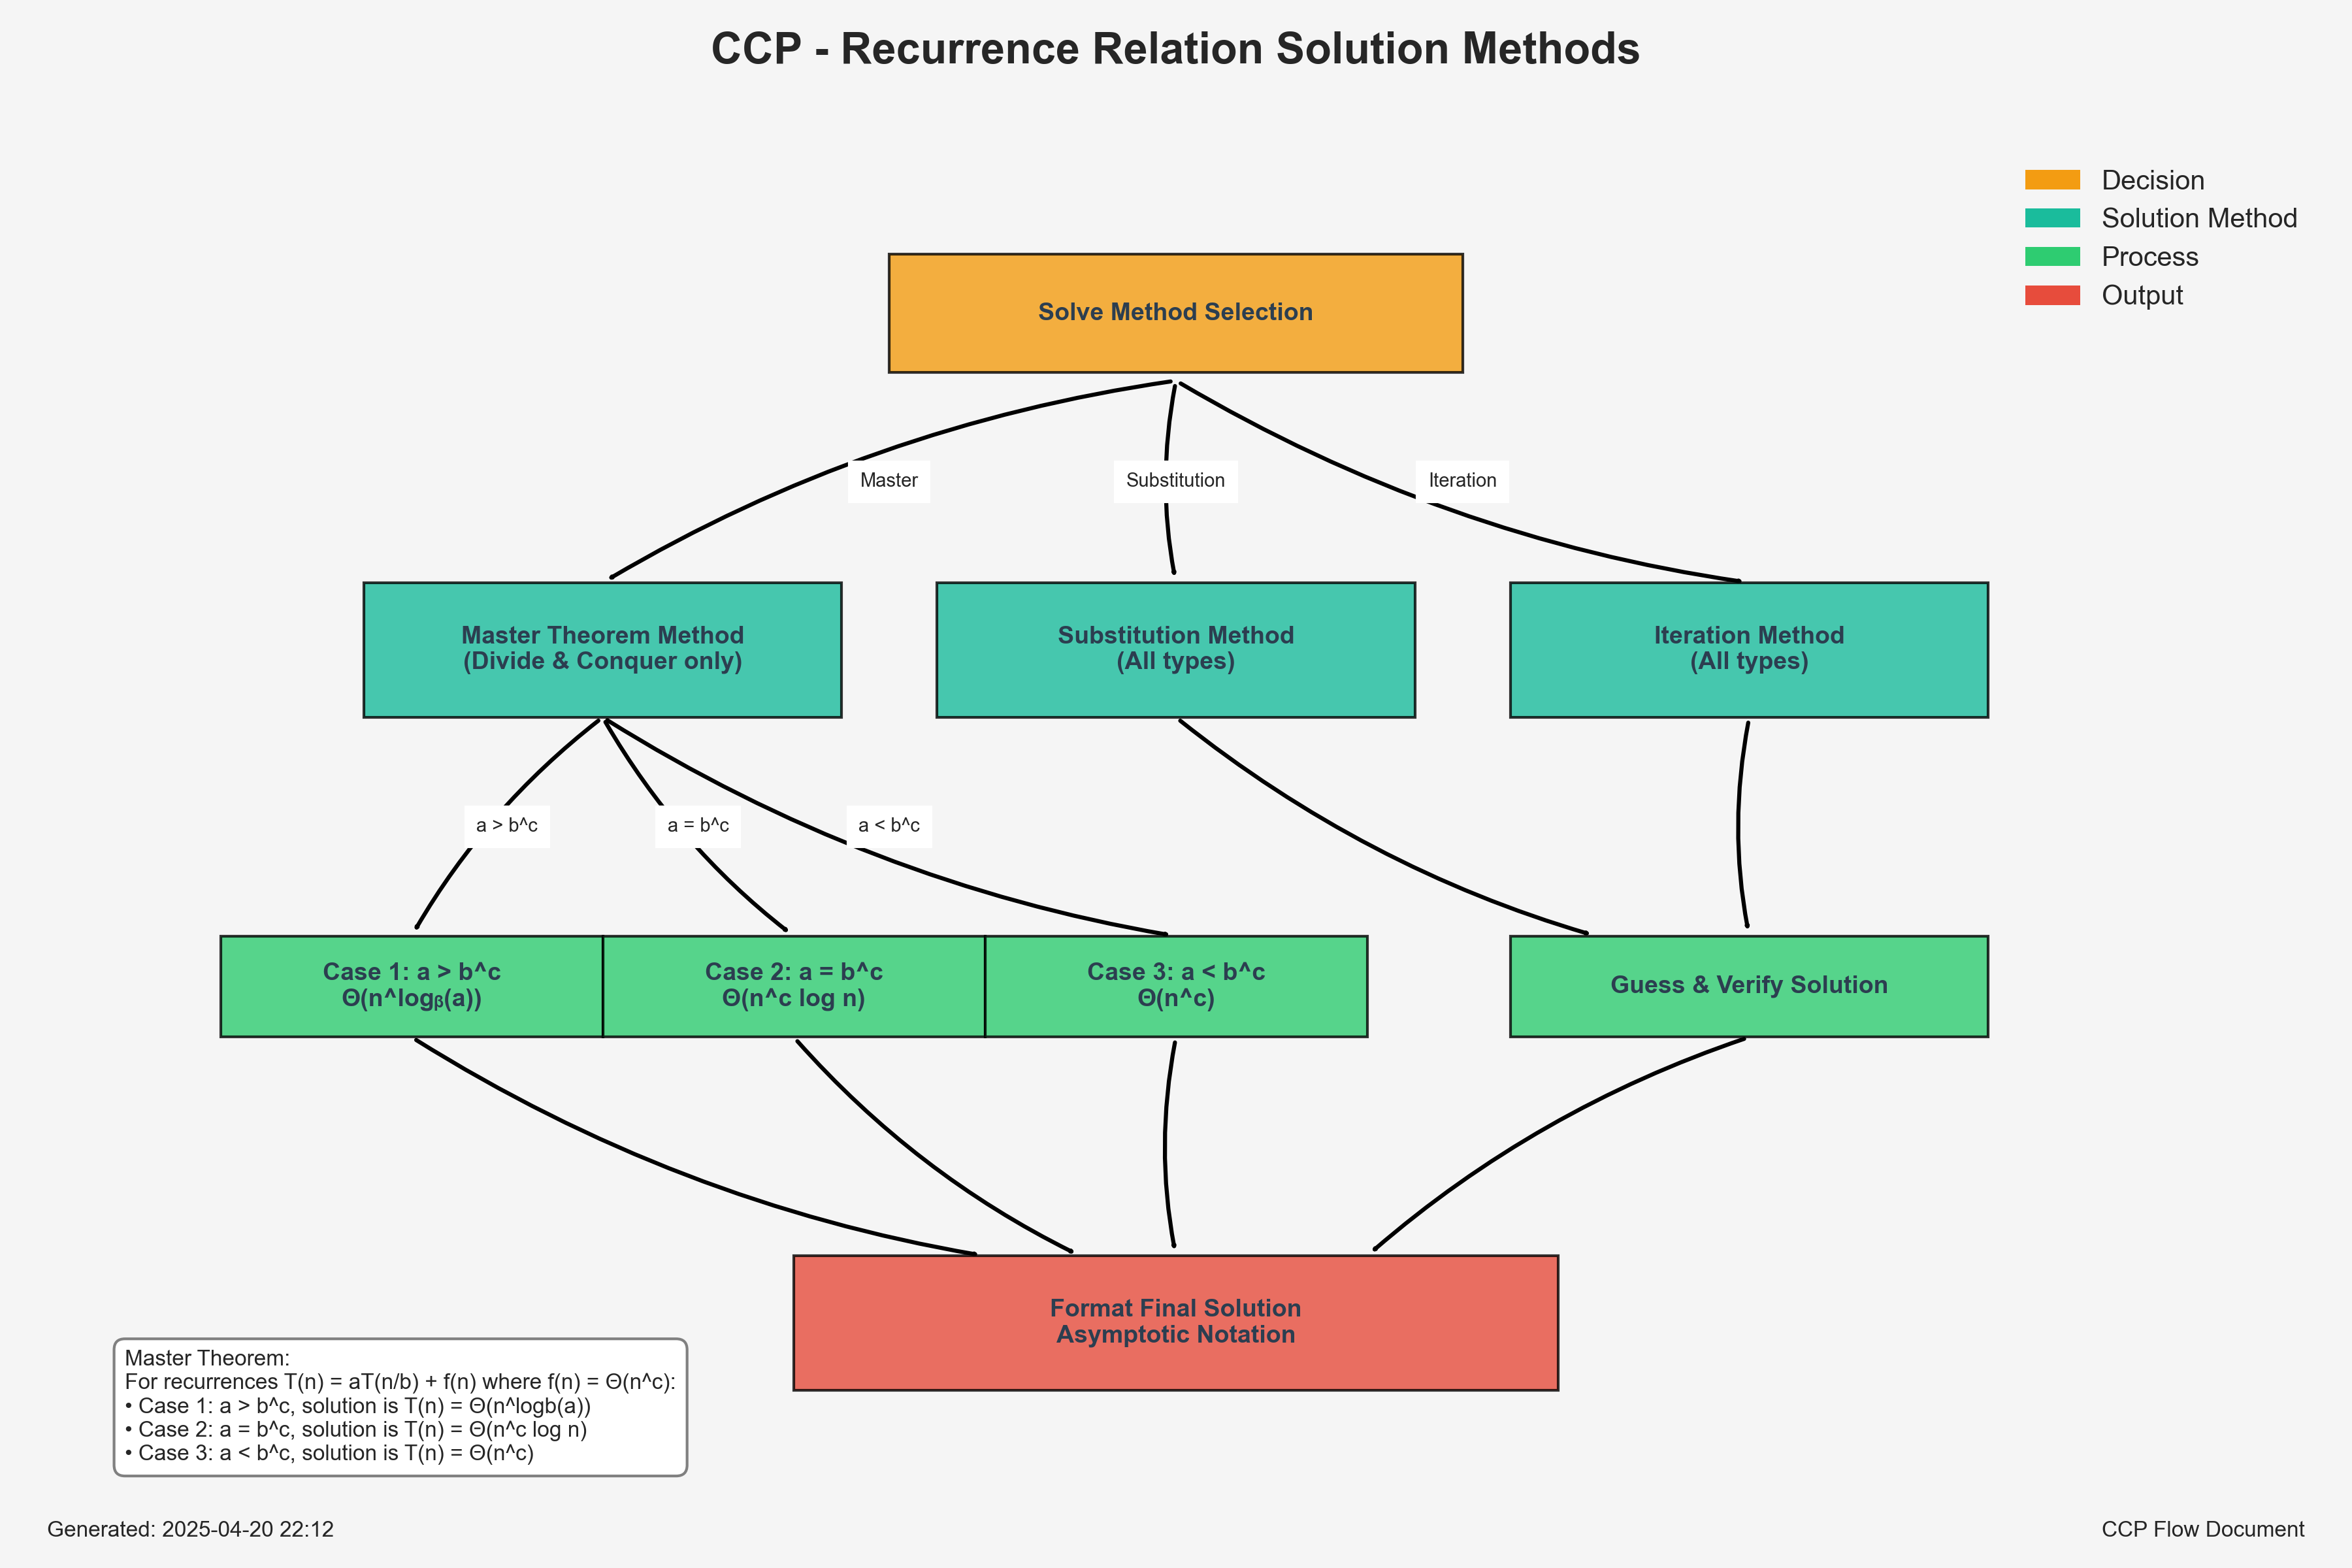 CCP - Recurrence Relation Solution Methods
Decision
Solution Method
Process
Output
Solve Method Selection
Master
Substitution
Iteration
Master Theorem Method
(Divide & Conquer only)
Substitution Method
(All types)
Iteration Method
(All types)
a > b^c
a = b^c
a < b^c
Case 1: a > b^c
Θ(n^logᵦ(a))
Case 2: a = b^c
Θ(n^c log n)
Case 3: a < b^c
Θ(n^c)
Guess & Verify Solution
Format Final Solution
Asymptotic Notation
Master Theorem:
For recurrences T(n) = aT(n/b) + f(n) where f(n) = Θ(n^c):
• Case 1: a > b^c, solution is T(n) = Θ(n^logb(a))
• Case 2: a = b^c, solution is T(n) = Θ(n^c log n)
• Case 3: a < b^c, solution is T(n) = Θ(n^c)
Generated: 2025-04-20 22:12
CCP Flow Document